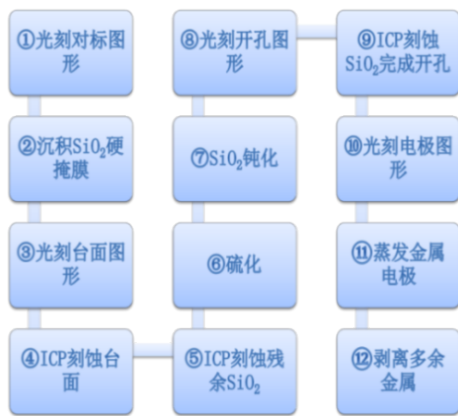 ①光刻对标图
形
②沉积SiO₂硬
掩膜
③光刻台面图
形
④ICP刻蚀台
面
⑤ICP刻蚀残
余SiO₂
⑥硫化
⑦SiO₂钝化
⑧光刻开孔图
形
⑨ICP刻蚀
SiO₂完成开孔
⑩光刻电极图
形
⑪蒸发金属
电极
⑫剥离多余
金属